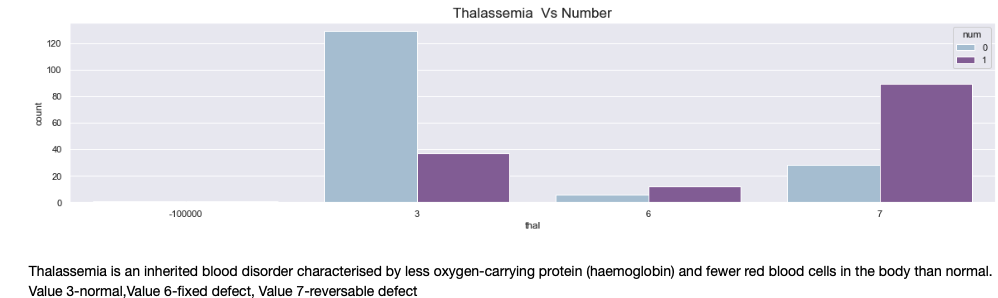 Thalassemia Vs Number
num
0
1
120
100
80
60
40
20
0
count
-100000
3
6
7
thal
Thalassemia is an inherited blood disorder characterised by less oxygen-carrying protein (haemoglobin) and fewer red blood cells in the body than normal.
Value 3-normal,Value 6-fixed defect, Value 7-reversable defect